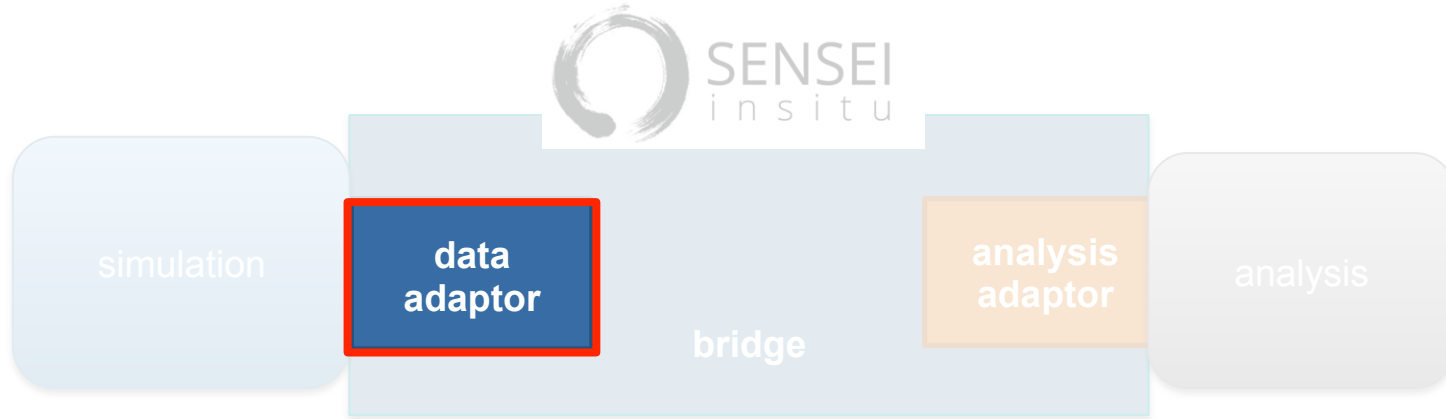 SENSEI
insitu
simulation
data
adaptor
bridge
analysis
adaptor
analysis